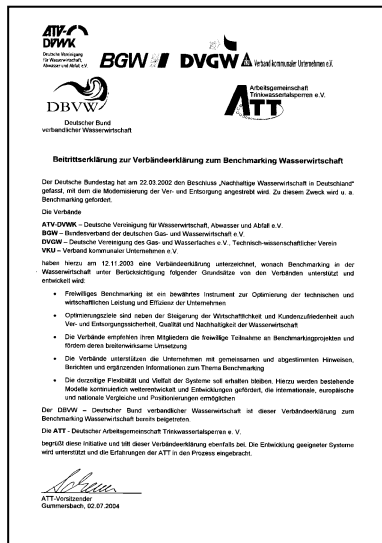 ATV-DVWK
Deutsche Vereinigung
für Wasserwirtschaft,
Abwasser und Abfall e.V.
BGW
DVGW
Verband kommunaler Unternehmen e.V.
DBVW
Deutscher Bund
verbandlicher Wasserwirtschaft
Arbeitsgemeinschaft
Trinkwassertalsperren e.V.
ATT
Beitrittserklärung zur Verbändeerklärung zum Benchmarking Wasserwirtschaft
Der Deutsche Bundestag hat am 22.03.2002 den Beschluss „Nachhaltige Wasserwirtschaft in Deutschland“
gefasst, mit dem die Modernisierung der Ver- und Entsorgung angestrebt wird. Zu diesem Zweck wird u. a.
Benchmarking gefordert.
Die Verbände
ATV-DVWK – Deutsche Vereinigung für Wasserwirtschaft, Abwasser und Abfall e.V.
BGW – Bundesverband der deutschen Gas- und Wasserwirtschaft e.V.
DVGW – Deutsche Vereinigung des Gas- und Wasserfaches e.V., Technisch-wissenschaftlicher Verein
VKU – Verband kommunaler Unternehmen e.V.
haben hierzu am 12.11.2003 eine Verbändeerklärung unterzeichnet, wonach Benchmarking in der
Wasserwirtschaft unter Berücksichtigung folgender Grundsätze von den Verbänden unterstützt und
entwickelt wird:
• Freiwilliges Benchmarking ist ein bewährtes Instrument zur Optimierung der technischen und
wirtschaftlichen Leistung und Effizienz der Unternehmen
• Optimierungsziele sind neben der Steigerung der Wirtschaftlichkeit und Kundenzufriedenheit auch
Ver- und Entsorgungssicherheit, Qualität und Nachhaltigkeit der Wasserwirtschaft
• Die Verbände empfehlen ihren Mitgliedern die freiwillige Teilnahme an Benchmarkingprojekten und
fördern deren breitenwirksame Umsetzung
• Die Verbände unterstützen die Unternehmen mit gemeinsamen und abgestimmten Hinweisen,
Berichten und ergänzenden Informationen zum Thema Benchmarking
• Die derzeitige Flexibilität und Vielfalt der Systeme soll erhalten bleiben. Hierzu werden bestehende
Modelle kontinuierlich weiterentwickelt und Entwicklungen gefördert, die internationale, europäische
und nationale Vergleiche und Positionierungen ermöglichen
Der DBVW – Deutscher Bund verbandlicher Wasserwirtschaft ist dieser Verbändeerklärung zum
Benchmarking Wasserwirtschaft bereits beigetreten.
Die ATT - Deutscher Arbeitsgemeinschaft Trinkwassertalsperren e. V.
begrüßt diese Initiative und tritt dieser Verbändeerklärung ebenfalls bei. Die Entwicklung geeigneter Systeme
wird unterstützt und die Erfahrungen der ATT in den Prozess eingebracht.
ATT-Vorsitzender
Gummersbach, 02.07.2004